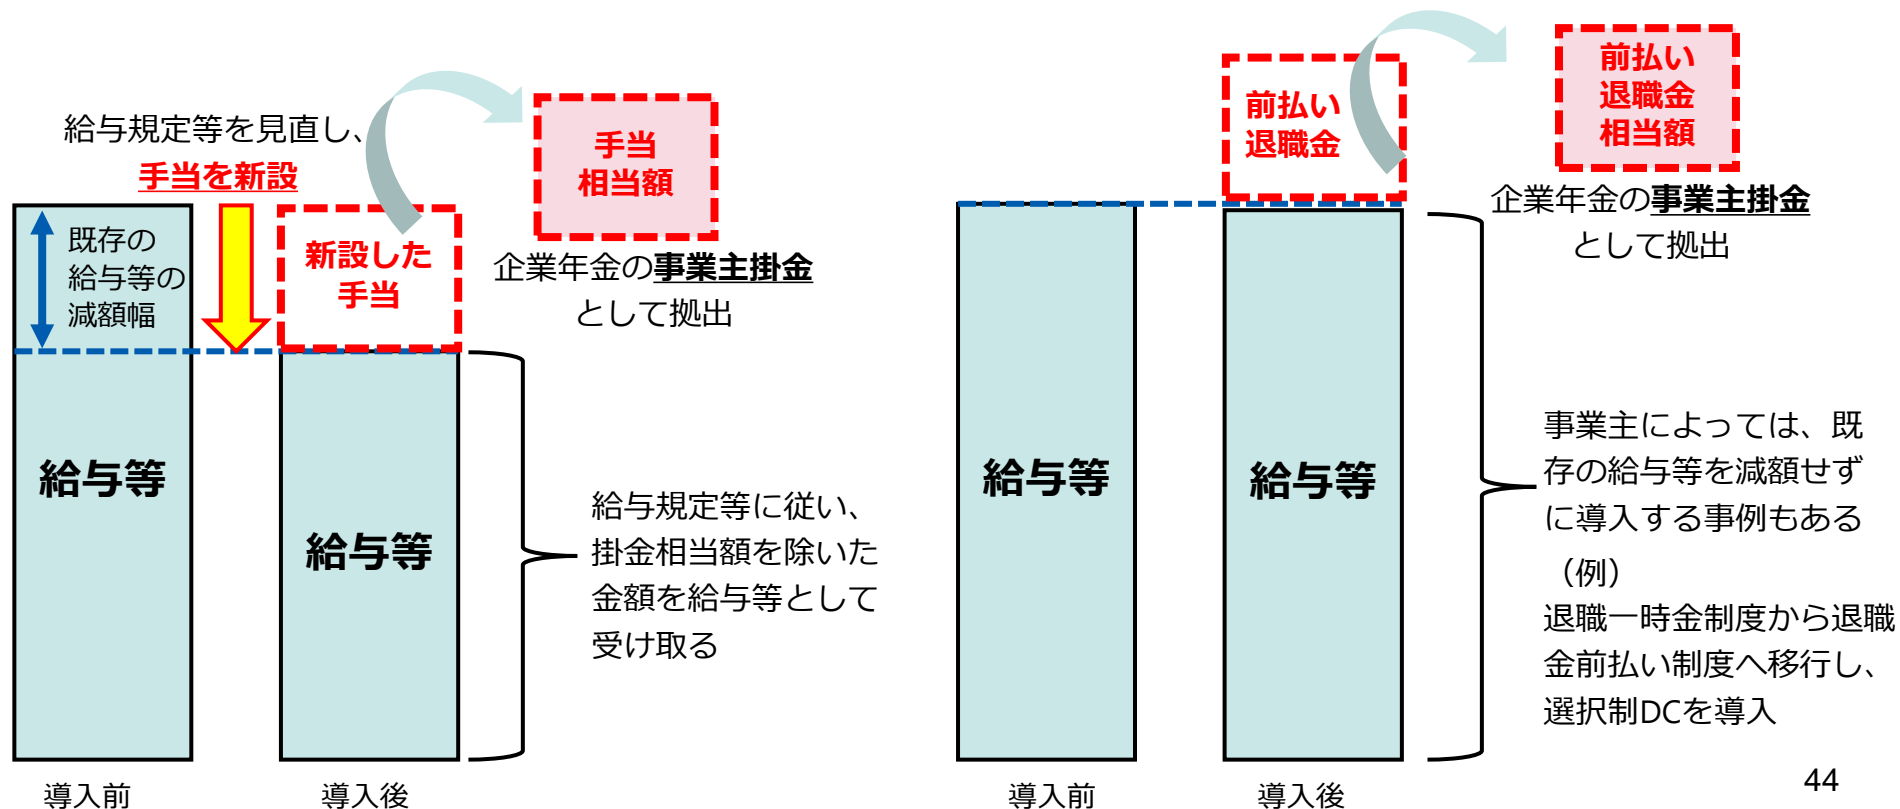 給与規定等を見直し、
手当を新設
既存の
給与等の
減額幅
新設した
手当
手当
相当額
企業年金の事業主掛金
として拠出
給与等
給与等
給与規定等に従い、
掛金相当額を除いた
金額を給与等として
受け取る
導入前
導入後
前払い
退職金
前払い
退職金
相当額
企業年金の事業主掛金
として拠出
給与等
給与等
事業主によっては、既
存の給与等を減額せず
に導入する事例もある
（例）
退職一時金制度から退職
金前払い制度へ移行し、
選択制DCを導入
導入前
導入後
44